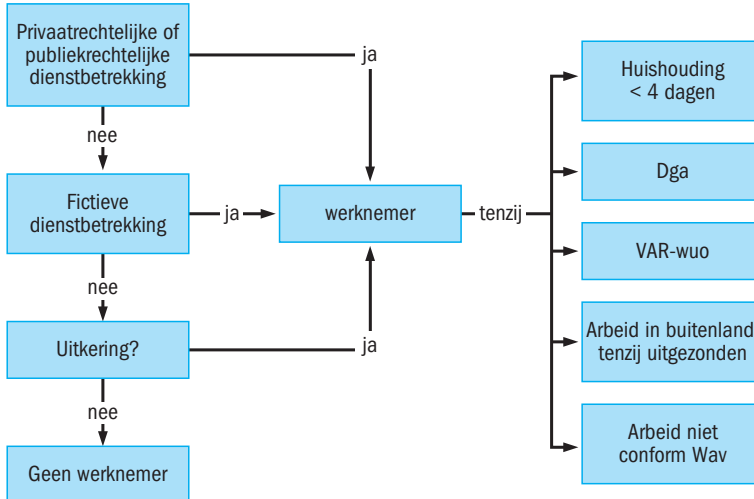 Privaatrechtelijke of
publiekrechtelijke
dienstbetrekking
ja
nee
Fictieve
dienstbetrekking
ja
werknemer
tenzij
nee
Uitkering?
ja
nee
Geen werknemer
Huishouding
< 4 dagen
Dga
VAR-wuo
Arbeid in buitenland
tenzij uitgezonden
Arbeid niet
conform Wav